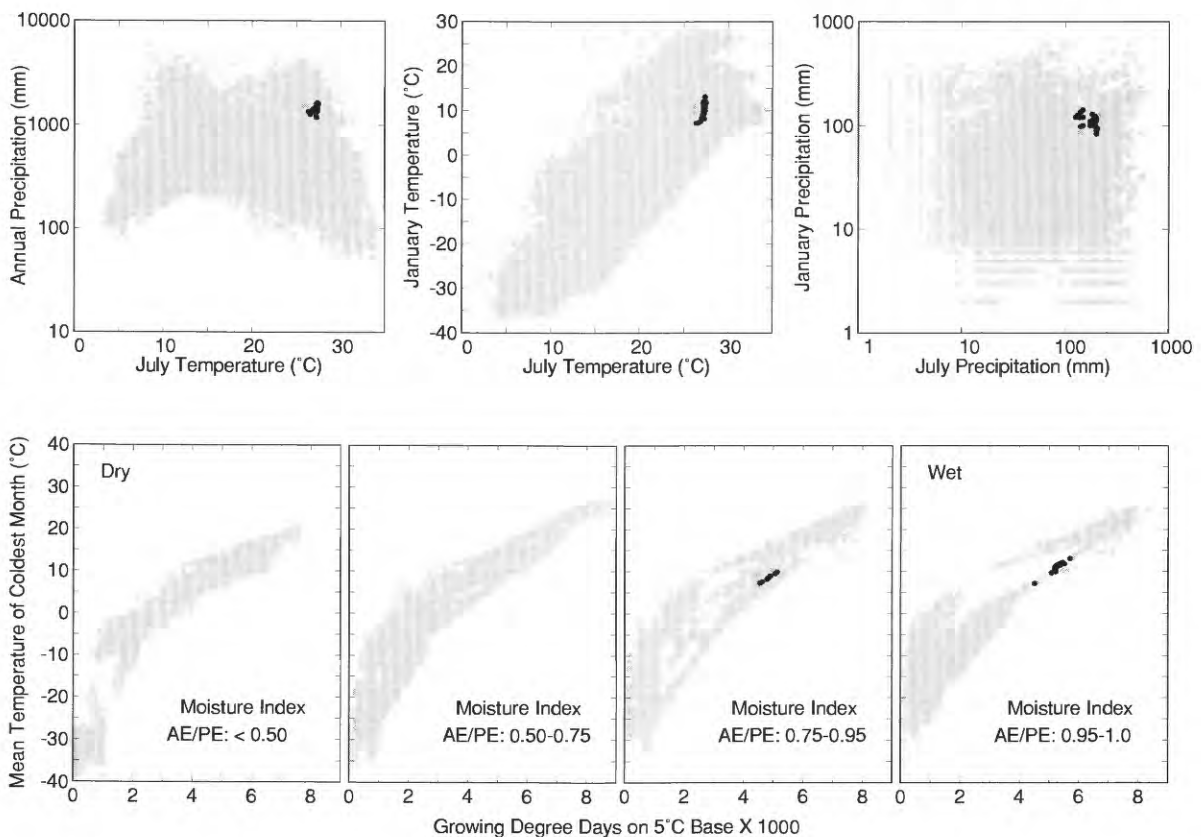 10000
1000
100
10
Annual Precipitation (mm)
0 10 20 30
July Temperature (°C)
30
20
10
0
-10
-20
-30
-40
January Temperature (°C)
0 10 20 30
July Temperature (°C)
1000
100
10
1
January Precipitation (mm)
1 10 100 1000
July Precipitation (mm)
40
30
20
10
0
-10
-20
-30
-40
Mean Temperature of Coldest Month (°C)
Dry
Moisture Index
AE/PE: < 0.50
0 2 4 6 8
Moisture Index
AE/PE: 0.50-0.75
0 2 4 6 8
Moisture Index
AE/PE: 0.75-0.95
0 2 4 6 8
Wet
Moisture Index
AE/PE: 0.95-1.0
0 2 4 6 8
Growing Degree Days on 5°C Base X 1000